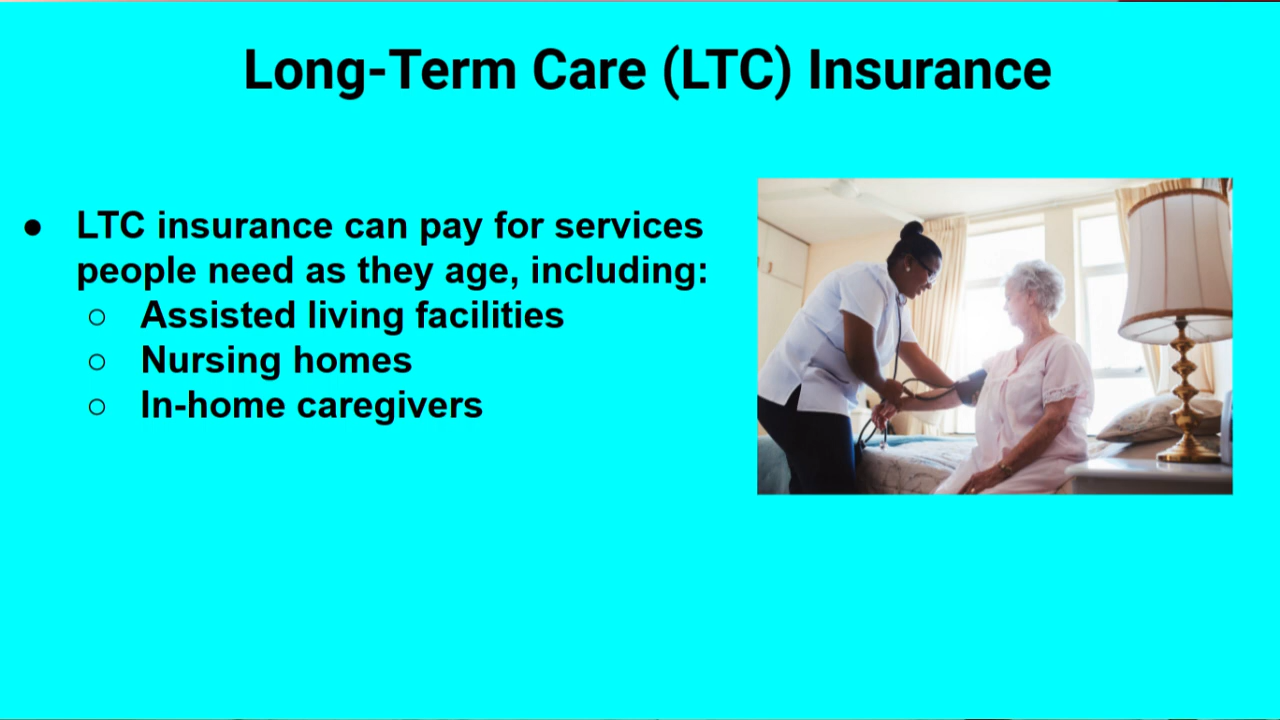 Long-Term Care (LTC) Insurance
● LTC insurance can pay for services
people need as they age, including:
○ Assisted living facilities
○ Nursing homes
○ In-home caregivers